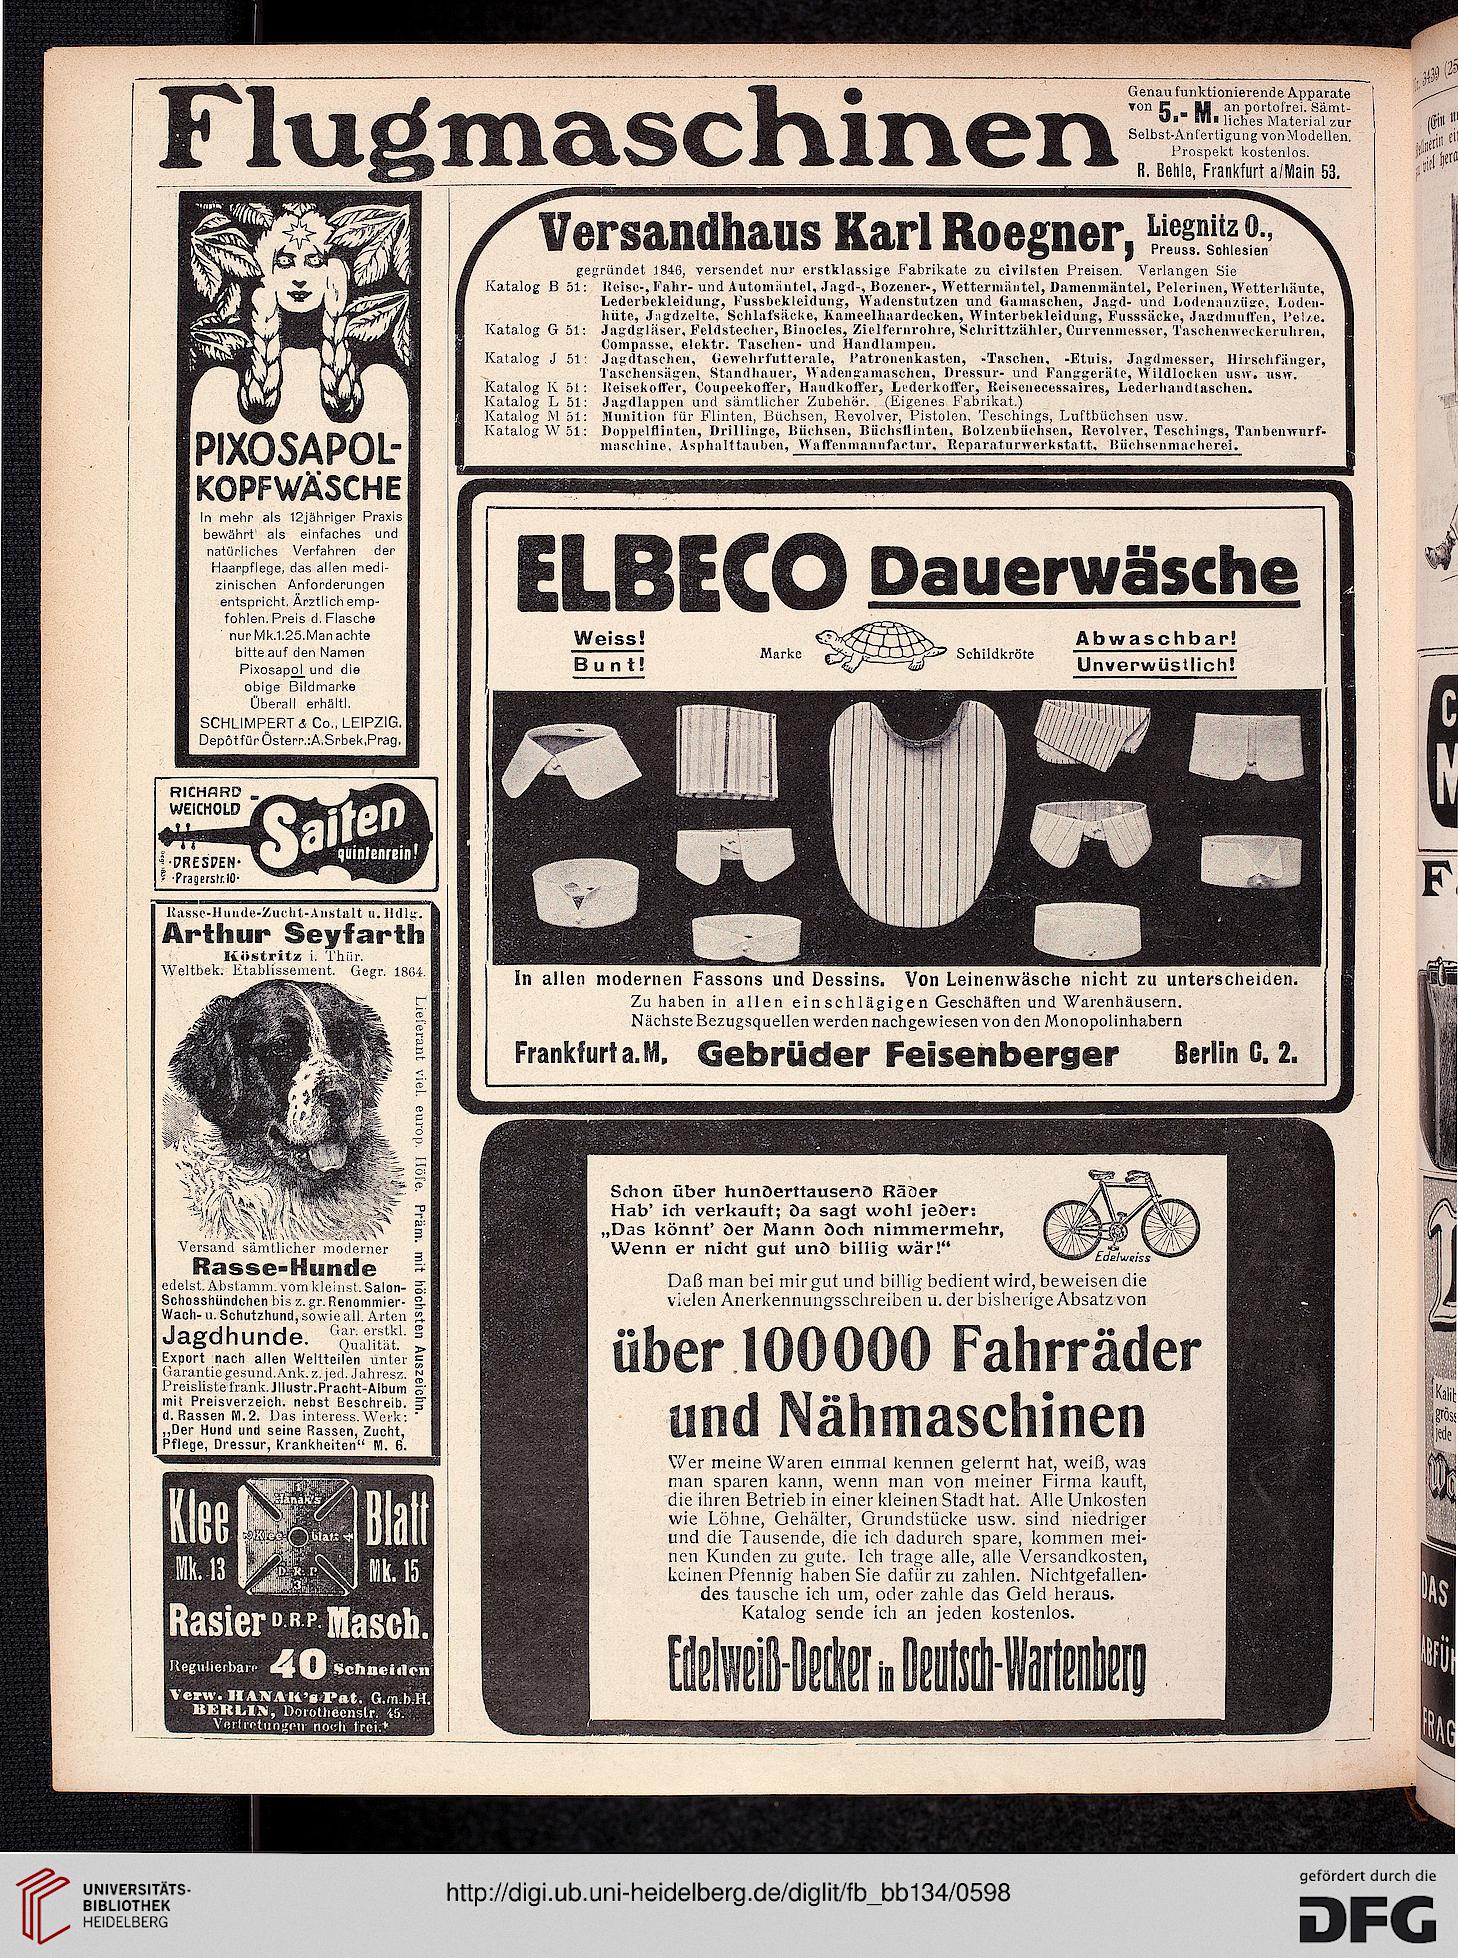 Flugmaschinen
Genau funktionierende Apparate
von 5.- M. an portofrei. Sämt-
liches Material zur
Selbst-Anfertigung von Modellen.
Prospekt kostenlos.
R. Behle, Frankfurt a/Main 53.
PIXOSAPOL-
KOPFWÄSCHE
In mehr als 12jähriger Praxis
bewährt als einfaches und
natürliches Verfahren der
Haarpflege, das allen medi-
zinischen Anforderungen
entspricht. Ärztlich emp-
fohlen. Preis d. Flasche
nur Mk. 1.25. Man achte
bitte auf den Namen
Pixosapol und die
obige Bildmarke
Überall erhältl.
SCHLIMPERT & Co., LEIPZIG.
Depôt für Österr.: A. Srbek, Prag.
RICHARD
WEICHOLD
Saiten
quintenrein!
·DRESDEN·
·Pragerstr. 10·
Rasse-Hunde-Zucht-Anstalt u. Hdlg.
Arthur Seyfarth
Köstritz i. Thür.
Weltbek. Etablissement. Gegr. 1864.
Lieferant viel. europ. Höfe. Präm. mit höchsten Auszeichn.
Versand sämtlicher moderner
Rasse-Hunde
edelst. Abstamm. vom kleinst. Salon-
Schosshündchen bis z. gr. Renommier-
Wach- u. Schutzhund, sowie all. Arten
Jagdhunde. Gar. erstkl.
Qualität.
Export nach allen Weltteilen unter
Garantie gesund. Ank. z. jed. Jahresz.
Preisliste frank. Jllustr. Pracht-Album
mit Preisverzeich. nebst Beschreib.
d. Rassen M. 2. Das interess. Werk:
„Der Hund und seine Rassen, Zucht,
Pflege, Dressur, Krankheiten“ M. 6.
Klee Blatt
1
Hanak's
2 Klee blatt 4
D. R. P.
3
Mk. 13 Mk. 15
Rasier D.R.P. Masch.
Regulierbare 40 Schneiden
Verw. HANAK's Pat. G.m.b.H.
BERLIN, Dorotheenstr. 45.
Vertretungen noch frei.*
Versandhaus Karl Roegner, Liegnitz O.,
Preuss. Schlesien
gegründet 1846, versendet nur erstklassige Fabrikate zu civilsten Preisen. Verlangen Sie
Katalog B 51: Reise-, Fahr- und Automäntel, Jagd-, Bozener-, Wettermäntel, Damenmäntel, Pelerinen, Wetterhäute,
Lederbekleidung, Fussbekleidung, Wadenstutzen und Gamaschen, Jagd- und Lodenanzüge, Loden-
hüte, Jagdzelte, Schlafsäcke, Kameelhaardecken, Winterbekleidung, Fusssäcke, Jagdmuffen, Pelze.
Katalog G 51: Jagdgläser, Feldstecher, Binocles, Zielfernrohre, Schrittzähler, Curvenmesser, Taschenweckeruhren,
Compasse, elektr. Taschen- und Handlampen.
Katalog J 51: Jagdtaschen, Gewehrfutterale, Patronenkasten, -Taschen, -Etuis, Jagdmesser, Hirschfänger,
Taschensägen, Standhauer, Wadengamaschen, Dressur- und Fanggeräte, Wildlocken usw. usw.
Katalog K 51: Reisekoffer, Coupeekoffer, Handkoffer, Lederkoffer, Reisenecessaires, Lederhandtaschen.
Katalog L 51: Jagdlappen und sämtlicher Zubehör. (Eigenes Fabrikat.)
Katalog M 51: Munition für Flinten, Büchsen, Revolver, Pistolen, Teschings, Luftbüchsen usw.
Katalog W 51: Doppelflinten, Drillinge, Büchsen, Büchsflinten, Bolzenbüchsen, Revolver, Teschings, Taubenwurf-
maschine, Asphalttauben, Waffenmanufactur, Reparaturwerkstatt, Büchsenmacherei.
ELBECO Dauerwäsche
Weiss!
Bunt!
Marke Schildkröte
Abwaschbar!
Unverwüstlich!
In allen modernen Fassons und Dessins. Von Leinenwäsche nicht zu unterscheiden.
Zu haben in allen einschlägigen Geschäften und Warenhäusern.
Nächste Bezugsquellen werden nachgewiesen von den Monopolinhabern
Frankfurt a. M. Gebrüder Feisenberger Berlin C. 2.
Schon über hunderttausend Räder
Hab' ich verkauft; da sagt wohl jeder:
„Das könnt' der Mann doch nimmermehr,
Wenn er nicht gut und billig wär!“
Edelweiss
Daß man bei mir gut und billig bedient wird, beweisen die
vielen Anerkennungsschreiben u. der bisherige Absatz von
über 100000 Fahrräder
und Nähmaschinen
Wer meine Waren einmal kennen gelernt hat, weiß, was
man sparen kann, wenn man von meiner Firma kauft,
die ihren Betrieb in einer kleinen Stadt hat. Alle Unkosten
wie Löhne, Gehälter, Grundstücke usw. sind niedriger
und die Tausende, die ich dadurch spare, kommen mei-
nen Kunden zu gute. Ich trage alle, alle Versandkosten,
keinen Pfennig haben Sie dafür zu zahlen. Nichtgefallen-
des tausche ich um, oder zahle das Geld heraus.
Katalog sende ich an jeden kostenlos.
Edelweiß-Decker in Deutsch-Wartenberg
UNIVERSITÄTS-
BIBLIOTHEK
HEIDELBERG
http://digi.ub.uni-heidelberg.de/diglit/fb_bb134/0598
gefördert durch die
DFG